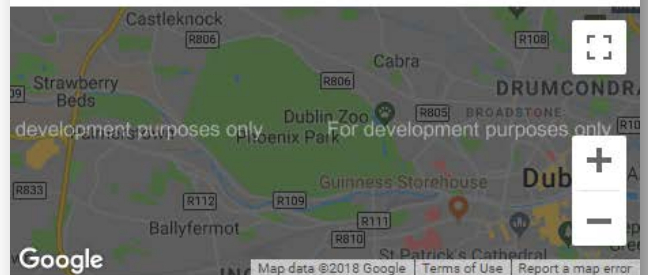 Castleknock
R806
R108
Cabra
Strawberry
Beds
R806
DRUMCONDRA
Dublin Zoo
R805
BROADSTONE
development purposes only
For development purposes only
Palmerstown
Phoenix Park
R10
Guinness Storehouse
Dub
R833
R112
R109
Ballyfermot
R111
R810
St Patrick's Cathedral
Google
Map data ©2018 Google
Terms of Use
Report a map error